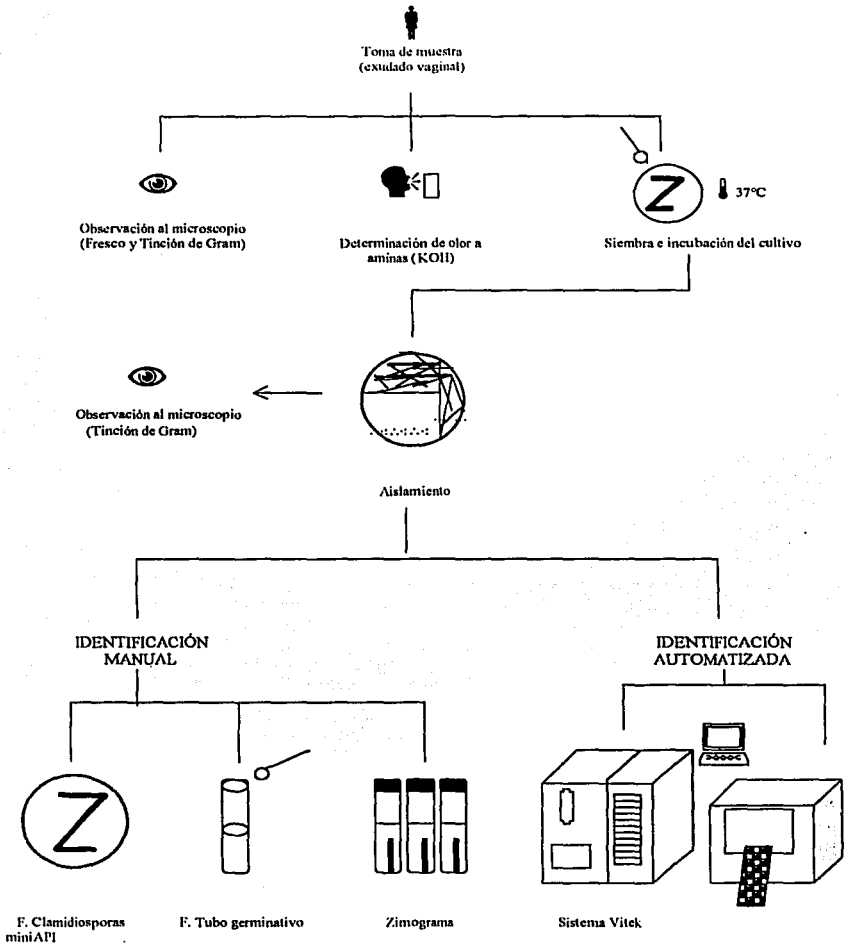 Toma de muestra
(exudado vaginal)
37°C
Observación al microscopio
(Fresco y Tinción de Gram)
Determinación de olor a
aminas (KOH)
Siembra e incubación del cultivo
Observación al microscopio
(Tinción de Gram)
Aislamiento
IDENTIFICACIÓN
MANUAL
IDENTIFICACIÓN
AUTOMATIZADA
F. Clamidiosporas
miniAPI
F. Tubo germinativo
Zimograma
Sistema Vitek